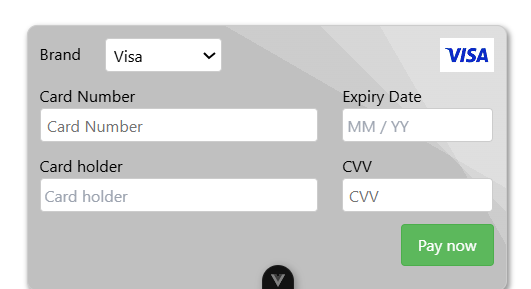 Brand Visa VISA
Card Number Expiry Date
Card Number MM / YY
Card holder CVV
Card holder CVV
Pay now